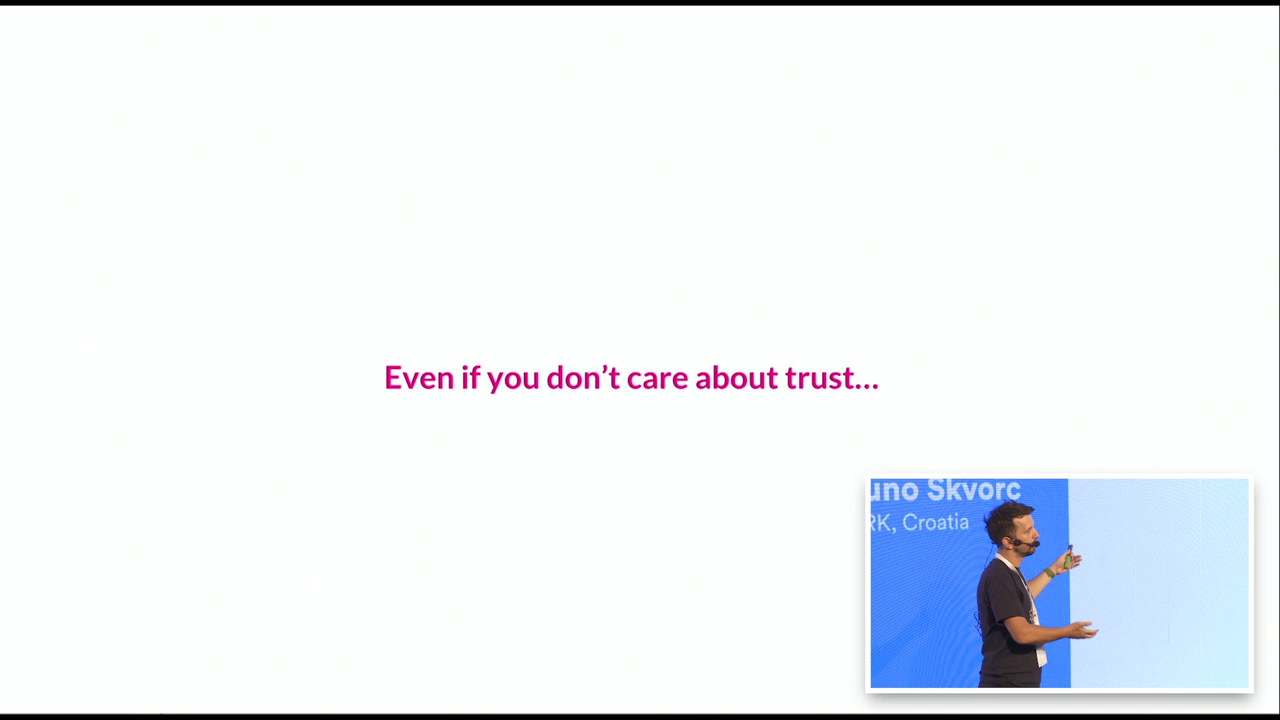 Even if you don’t care about trust...
uno Skvorc
RK, Croatia